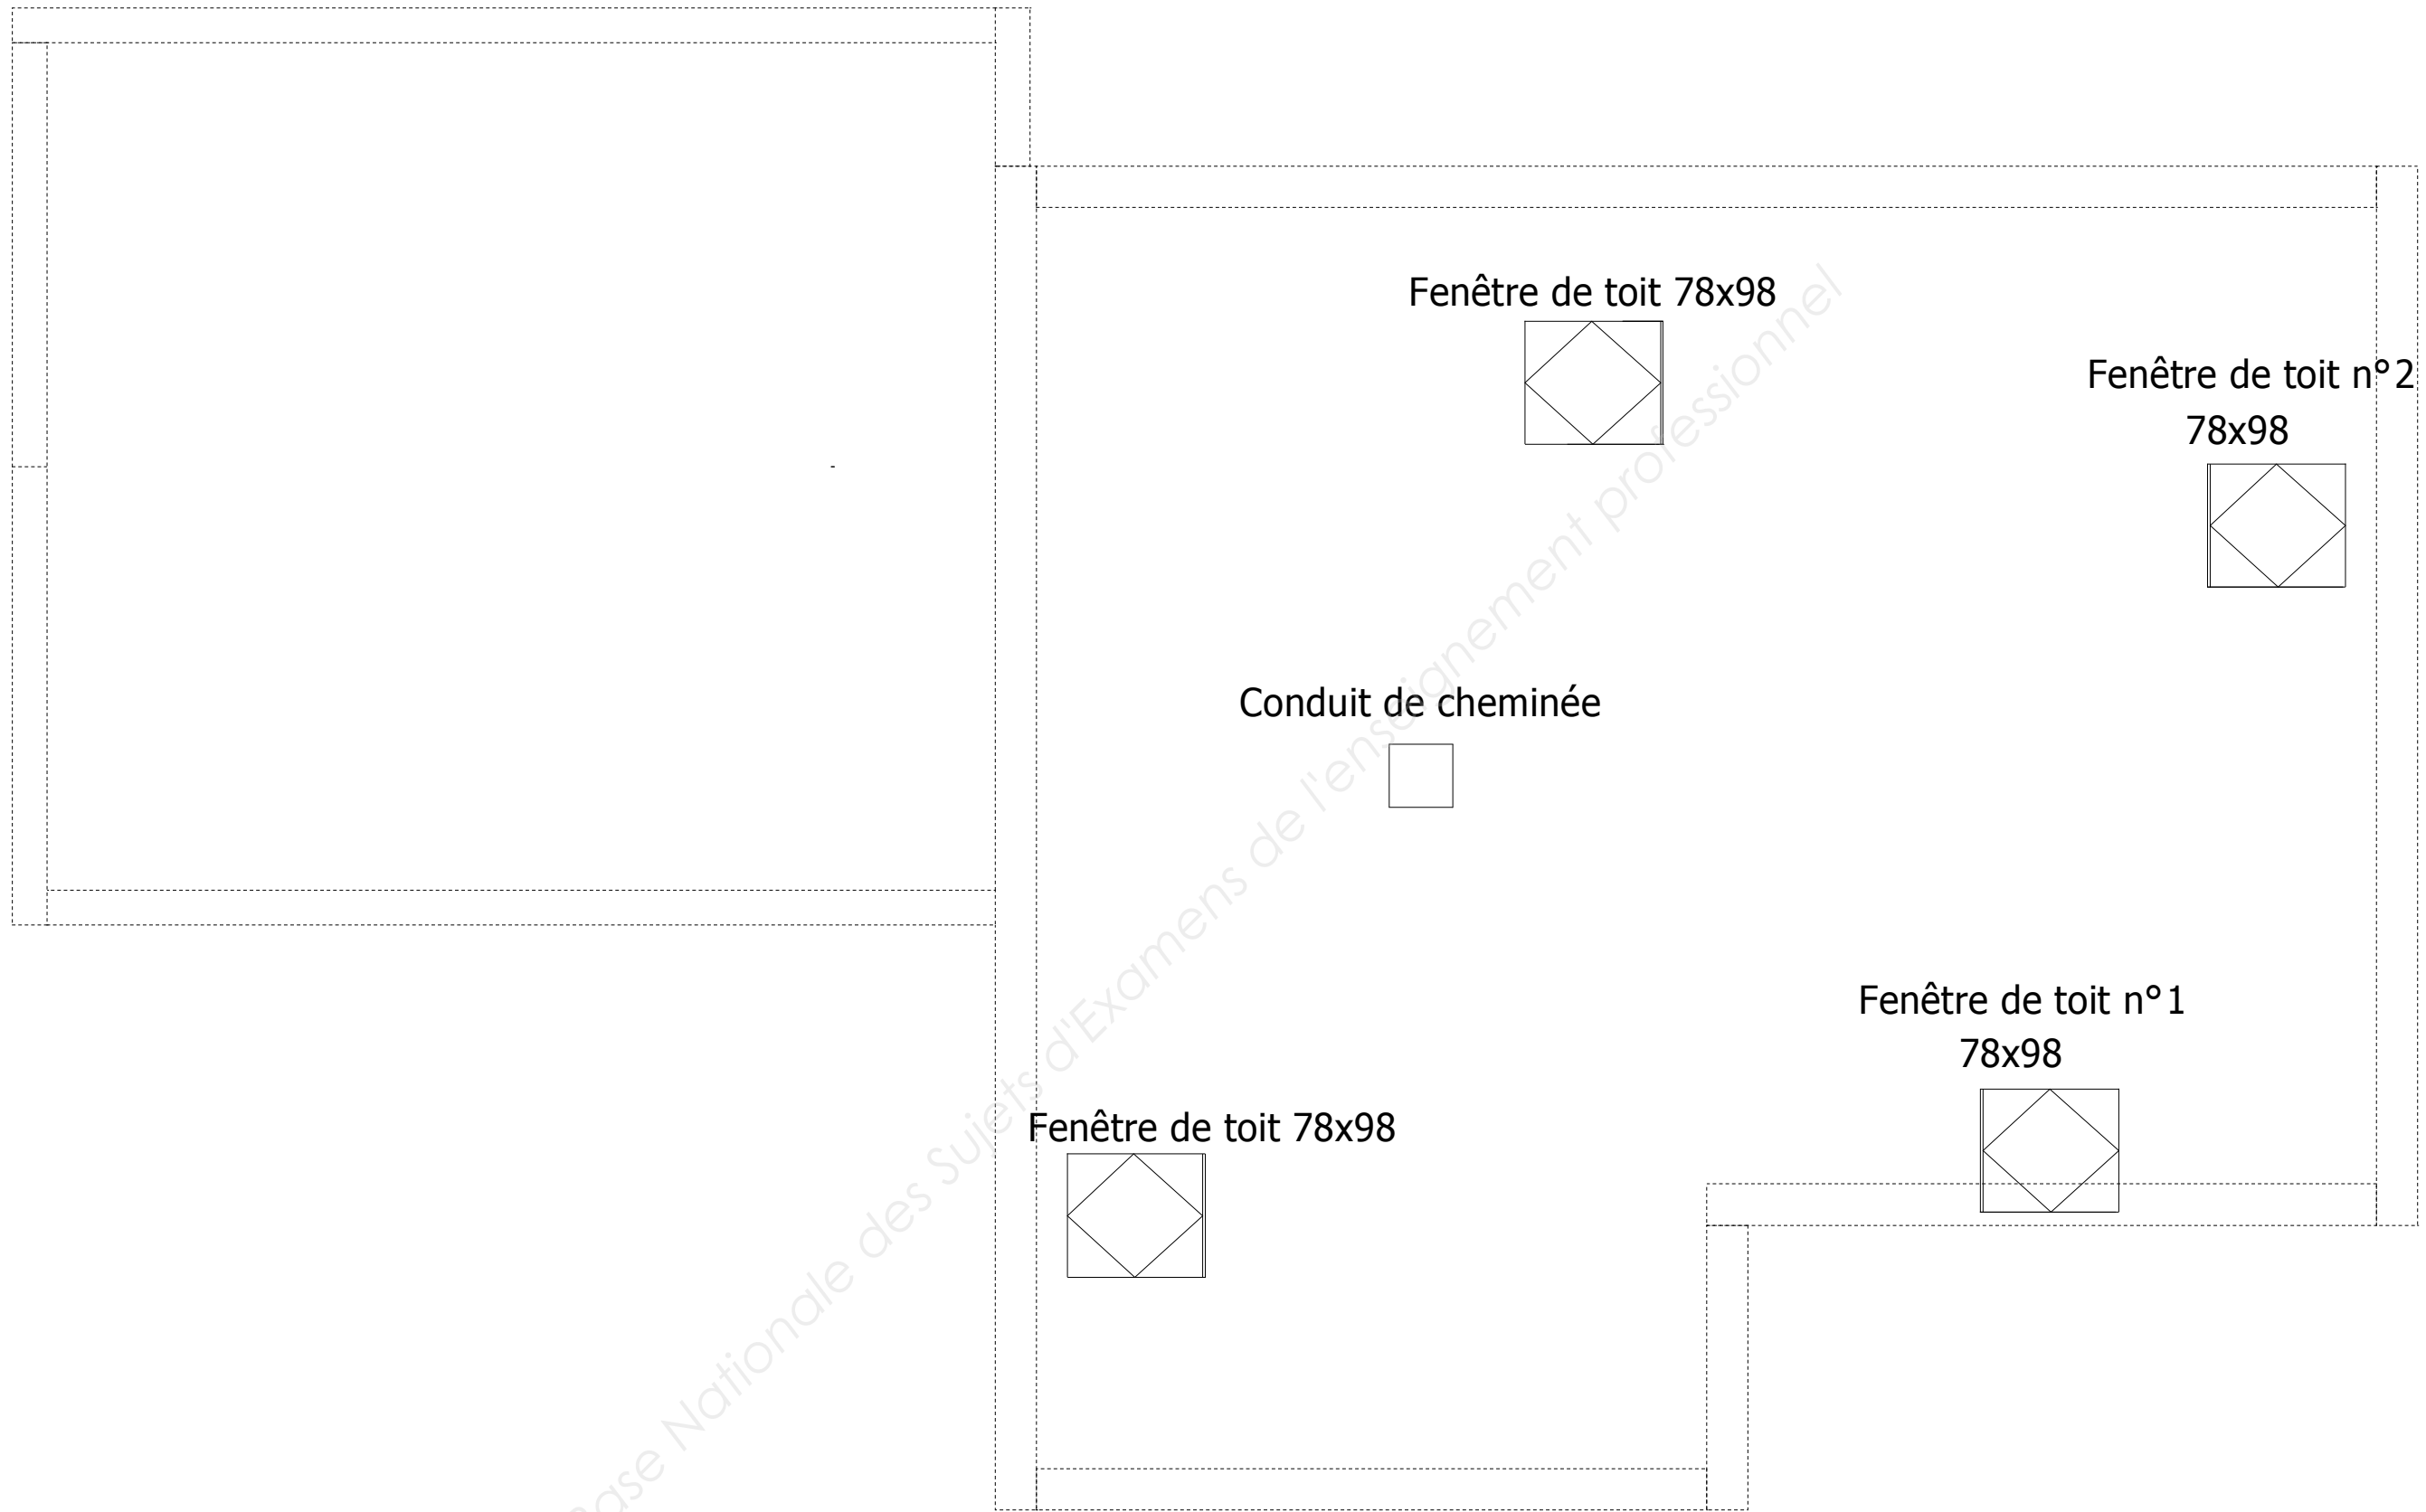 Fenêtre de toit 78x98
Fenêtre de toit n°2
78x98
Conduit de cheminée
Fenêtre de toit n°1
78x98
Fenêtre de toit 78x98
Base Nationale des Sujets d'Examens de l'enseignement professionnel